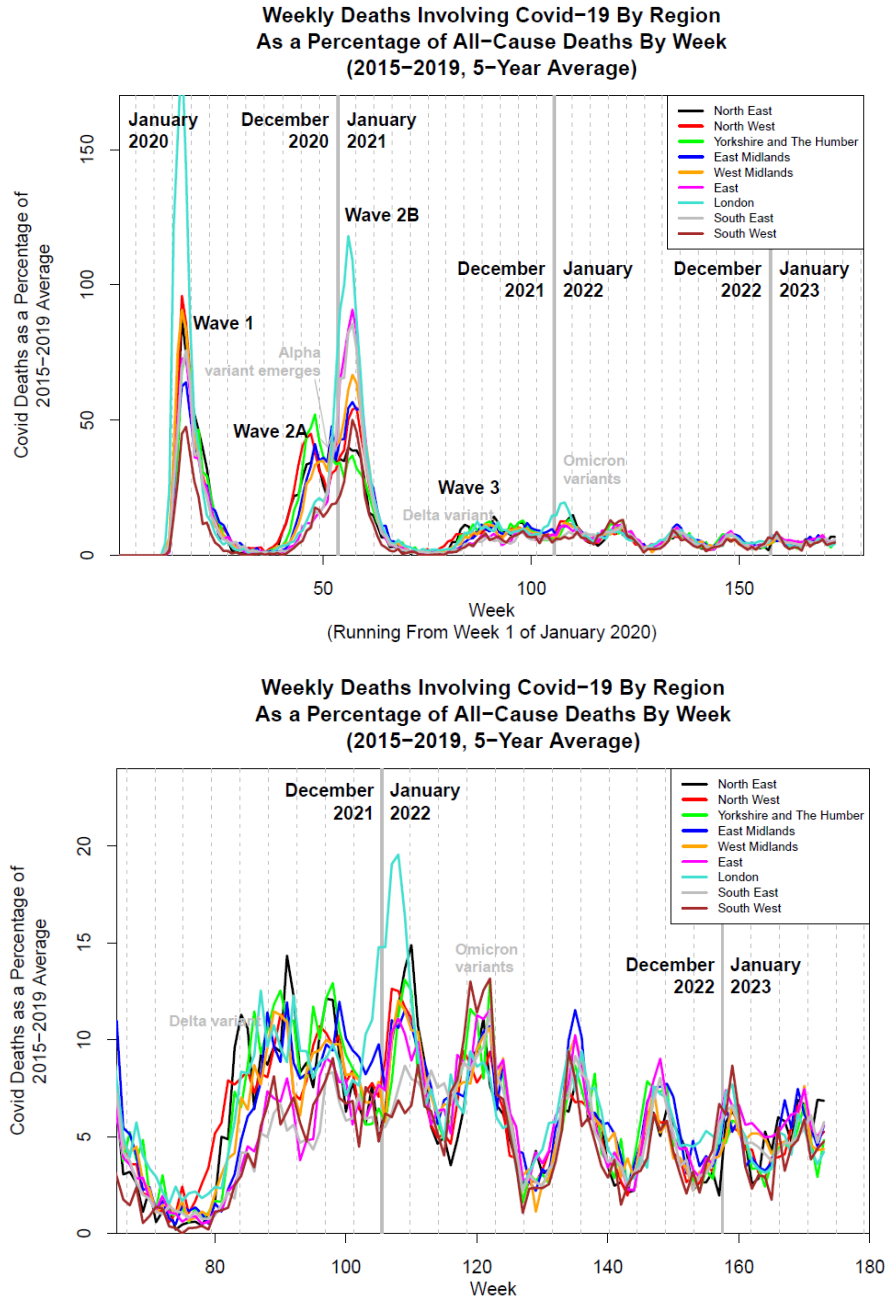 Weekly Deaths Involving Covid−19 By Region
As a Percentage of All−Cause Deaths By Week
(2015−2019, 5−Year Average)
Covid Deaths as a Percentage of
2015−2019 Average
150
100
50
0
January
2020
December
2020
January
2021
Wave 1
Wave 2A
Wave 2B
Alpha
variant emerges
Wave 3
Delta variant
December
2021
January
2022
Omicron
variants
December
2022
January
2023
North East
North West
Yorkshire and The Humber
East Midlands
West Midlands
East
London
South East
South West
50
100
150
Week
(Running From Week 1 of January 2020)
Weekly Deaths Involving Covid−19 By Region
As a Percentage of All−Cause Deaths By Week
(2015−2019, 5−Year Average)
Covid Deaths as a Percentage of
2015−2019 Average
20
15
10
5
0
December
2021
January
2022
Delta variant
Omicron
variants
December
2022
January
2023
North East
North West
Yorkshire and The Humber
East Midlands
West Midlands
East
London
South East
South West
80
100
120
140
160
180
Week